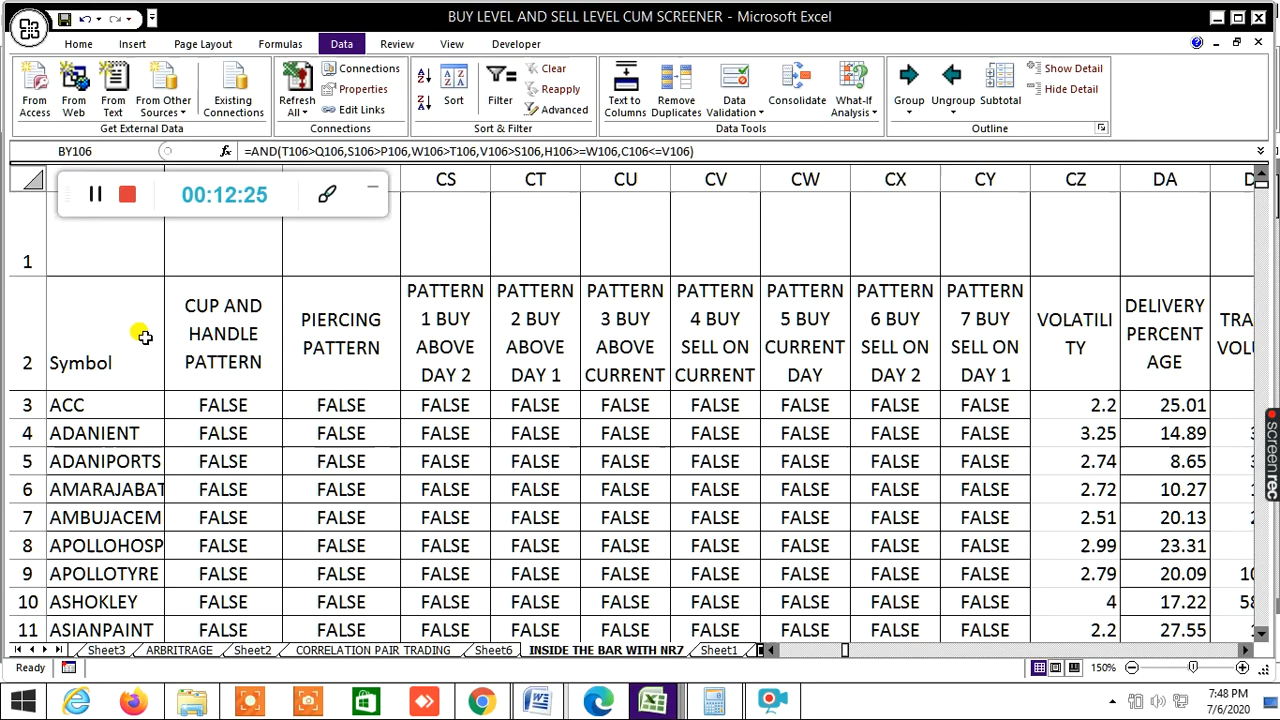 BUY LEVEL AND SELL LEVEL CUM SCREENER - Microsoft Excel
Home Insert Page Layout Formulas Data Review View Developer
From Access
From Web
From Text
From Other Sources
Existing Connections
Get External Data
Refresh All
Connections
Properties
Edit Links
Connections
Sort
Filter
Clear
Reapply
Advanced
Sort & Filter
Text to Columns
Remove Duplicates
Data Validation
Consolidate
What-If Analysis
Data Tools
Group
Ungroup
Subtotal
Show Detail
Hide Detail
Outline
BY106 fx =AND(T106>Q106,S106>P106,W106>T106,V106>S106,H106>=W106,C106<=V106)
00:12:25
CS CT CU CV CW CX CY CZ DA
1
2 Symbol
CUP AND
HANDLE
PATTERN
PIERCING
PATTERN
PATTERN
1 BUY
ABOVE
DAY 2
PATTERN
2 BUY
ABOVE
DAY 1
PATTERN
3 BUY
ABOVE
CURRENT
PATTERN
4 BUY
SELL ON
CURRENT
PATTERN
5 BUY
CURRENT
DAY
PATTERN
6 BUY
SELL ON
DAY 2
PATTERN
7 BUY
SELL ON
DAY 1
VOLATILI
TY
DELIVERY
PERCENT
AGE
TRA
VOL
3 ACC FALSE FALSE FALSE FALSE FALSE FALSE FALSE FALSE FALSE 2.2 25.01
4 ADANIENT FALSE FALSE FALSE FALSE FALSE FALSE FALSE FALSE FALSE 3.25 14.89
5 ADANIPORTS FALSE FALSE FALSE FALSE FALSE FALSE FALSE FALSE FALSE 2.74 8.65
6 AMARAJABAT FALSE FALSE FALSE FALSE FALSE FALSE FALSE FALSE FALSE 2.72 10.27
7 AMBUJACEM FALSE FALSE FALSE FALSE FALSE FALSE FALSE FALSE FALSE 2.51 20.13
8 APOLLOHOSP FALSE FALSE FALSE FALSE FALSE FALSE FALSE FALSE FALSE 2.99 23.31
9 APOLLOTYRE FALSE FALSE FALSE FALSE FALSE FALSE FALSE FALSE FALSE 2.79 20.09 10
10 ASHOKLEY FALSE FALSE FALSE FALSE FALSE FALSE FALSE FALSE FALSE 4 17.22 58
11 ASIANPAINT FALSE FALSE FALSE FALSE FALSE FALSE FALSE FALSE FALSE 2.2 27.55
screenrec
Sheet3 ARBRITRAGE Sheet2 CORRELATION PAIR TRADING Sheet6 INSIDE THE BAR WITH NR7 Sheet1
Ready 150%
7:48 PM
7/6/2020